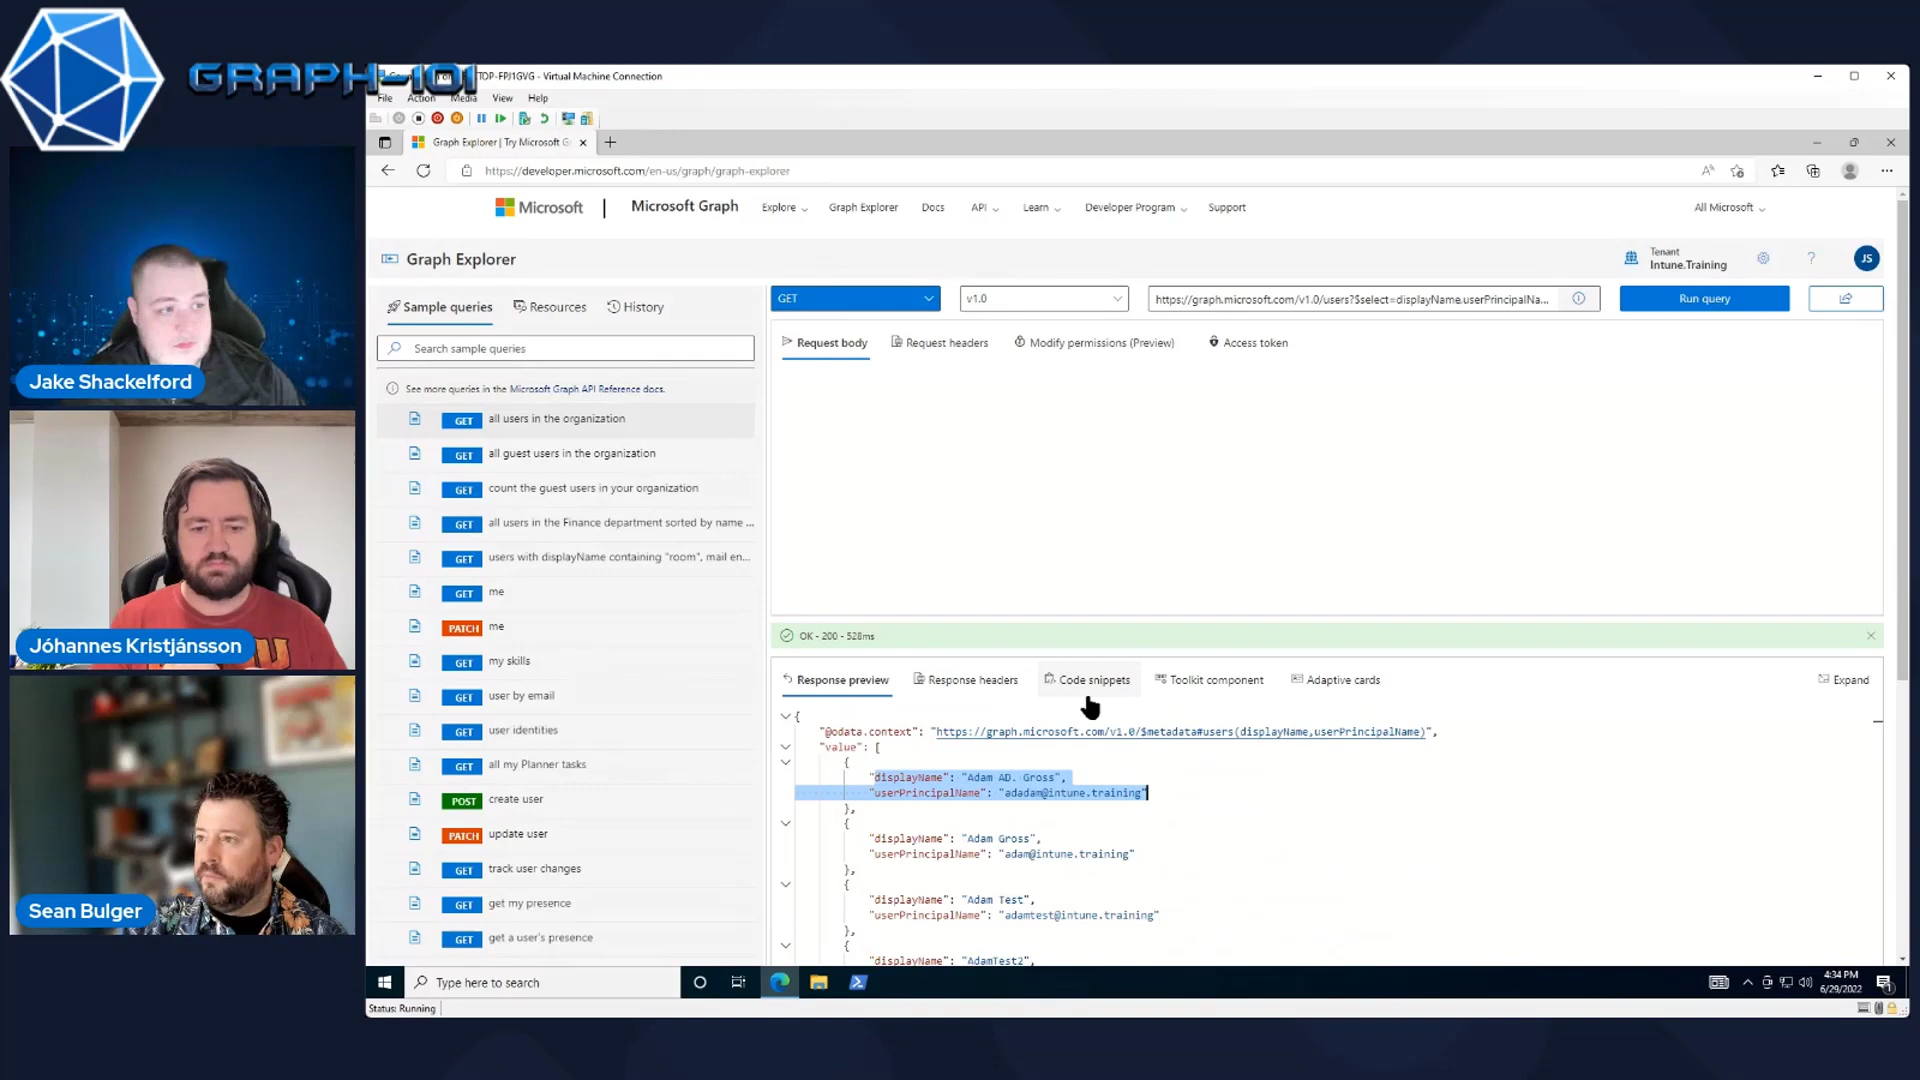 GRAPH-101
TOP-FPJ1GVG - Virtual Machine Connection
File Action Media View Help
Graph Explorer | Try Microsoft G
https://developer.microsoft.com/en-us/graph/graph-explorer
Microsoft
Microsoft Graph
Explore
Graph Explorer
Docs
API
Learn
Developer Program
Support
All Microsoft
Graph Explorer
Tenant
Intune.Training
JS
Sample queries
Resources
History
GET
v1.0
https://graph.microsoft.com/v1.0/users?$select=displayName,userPrincipalNa...
Run query
Search sample queries
Request body
Request headers
Modify permissions (Preview)
Access token
See more queries in the Microsoft Graph API Reference docs.
GET all users in the organization
GET all guest users in the organization
GET count the guest users in your organization
GET all users in the Finance department sorted by name ...
GET users with displayName containing "room", mail en...
GET me
PATCH me
GET my skills
GET user by email
GET user identities
GET all my Planner tasks
POST create user
PATCH update user
GET track user changes
GET get my presence
GET get a user's presence
OK - 200 - 528ms
Response preview
Response headers
Code snippets
Toolkit component
Adaptive cards
Expand
{
"@odata.context": "https://graph.microsoft.com/v1.0/$metadata#users(displayName,userPrincipalName)",
"value": [
{
"displayName": "Adam AD. Gross",
"userPrincipalName": "adadam@intune.training"
},
{
"displayName": "Adam Gross",
"userPrincipalName": "adam@intune.training"
},
{
"displayName": "Adam Test",
"userPrincipalName": "adamtest@intune.training"
},
{
"displayName": "AdamTest2",
Type here to search
4:34 PM
6/29/2022
1
Status: Running
Jake Shackelford
Jóhannes Kristjánsson
Sean Bulger